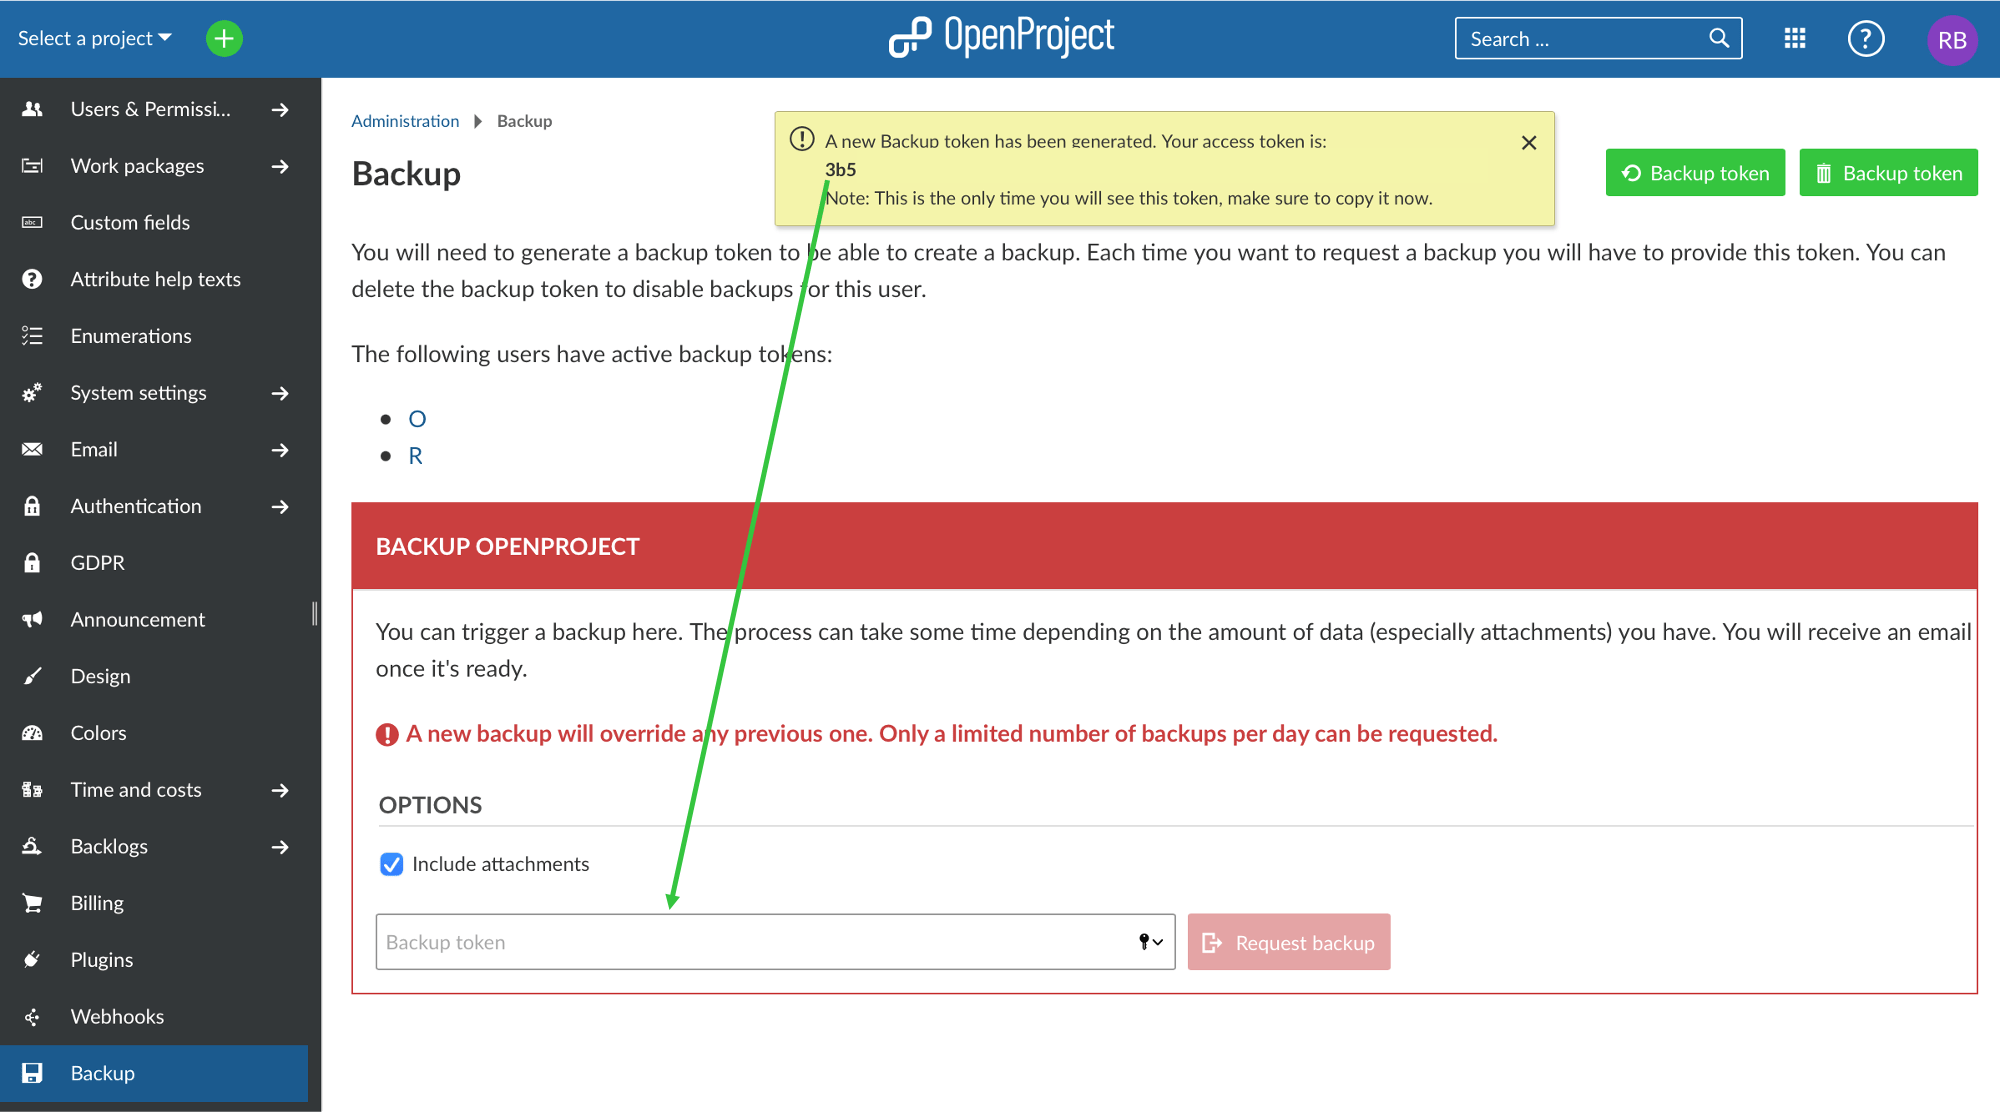 Select a project
OpenProject
Search ...
RB
Users & Permissi...
Work packages
Custom fields
Attribute help texts
Enumerations
System settings
Email
Authentication
GDPR
Announcement
Design
Colors
Time and costs
Backlogs
Billing
Plugins
Webhooks
Backup
Administration Backup
Backup
A new Backup token has been generated. Your access token is:
3b5
Note: This is the only time you will see this token, make sure to copy it now.
Backup token
Backup token
You will need to generate a backup token to be able to create a backup. Each time you want to request a backup you will have to provide this token. You can
delete the backup token to disable backups for this user.
The following users have active backup tokens:
O
R
BACKUP OPENPROJECT
You can trigger a backup here. The process can take some time depending on the amount of data (especially attachments) you have. You will receive an email
once it's ready.
A new backup will override any previous one. Only a limited number of backups per day can be requested.
OPTIONS
Include attachments
Backup token
Request backup